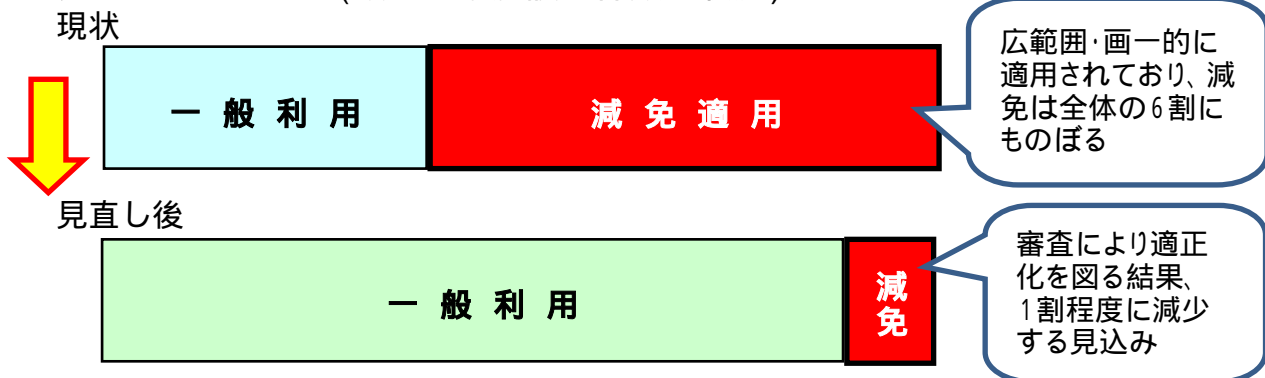 現状
一般利用
減免適用
広範囲・画一的に
適用されており、減
免は全体の6割に
ものぼる
見直し後
一般利用
減
免
審査により適正
化を図る結果、
1割程度に減少
する見込み